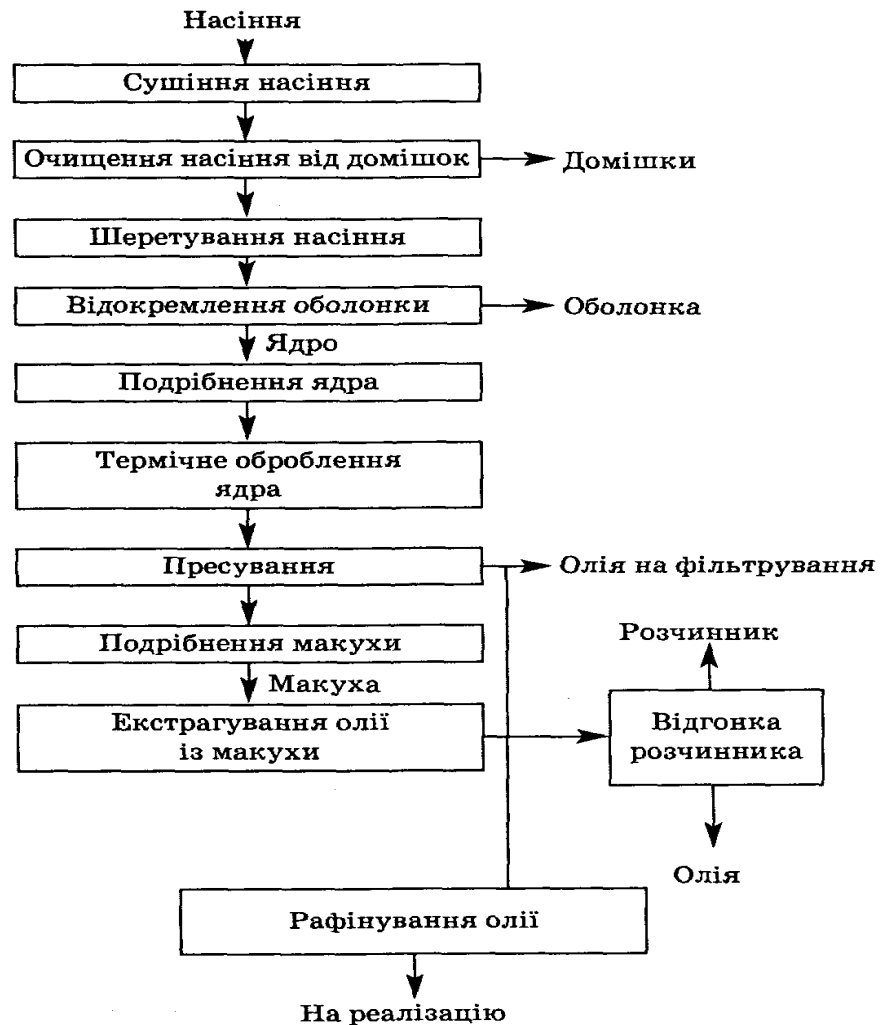 Насіння
Сушіння насіння
Очищення насіння від домішок
Домішки
Шеретування насіння
Відокремлення оболонки
Оболонка
Ядро
Подрібнення ядра
Термічне оброблення
ядра
Пресування
Олія на фільтрування
Подрібнення макухи
Розчинник
Макуха
Екстрагування олії
із макухи
Відгонка
розчинника
Олія
Рафінування олії
На реалізацію